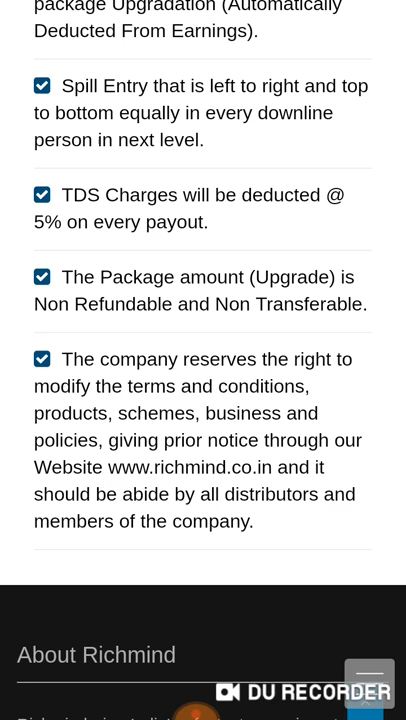 package Upgradation (Automatically
Deducted From Earnings).
Spill Entry that is left to right and top
to bottom equally in every downline
person in next level.
TDS Charges will be deducted @
5% on every payout.
The Package amount (Upgrade) is
Non Refundable and Non Transferable.
The company reserves the right to
modify the terms and conditions,
products, schemes, business and
policies, giving prior notice through our
Website www.richmind.co.in and it
should be abide by all distributors and
members of the company.
About Richmind
DU RECORDER